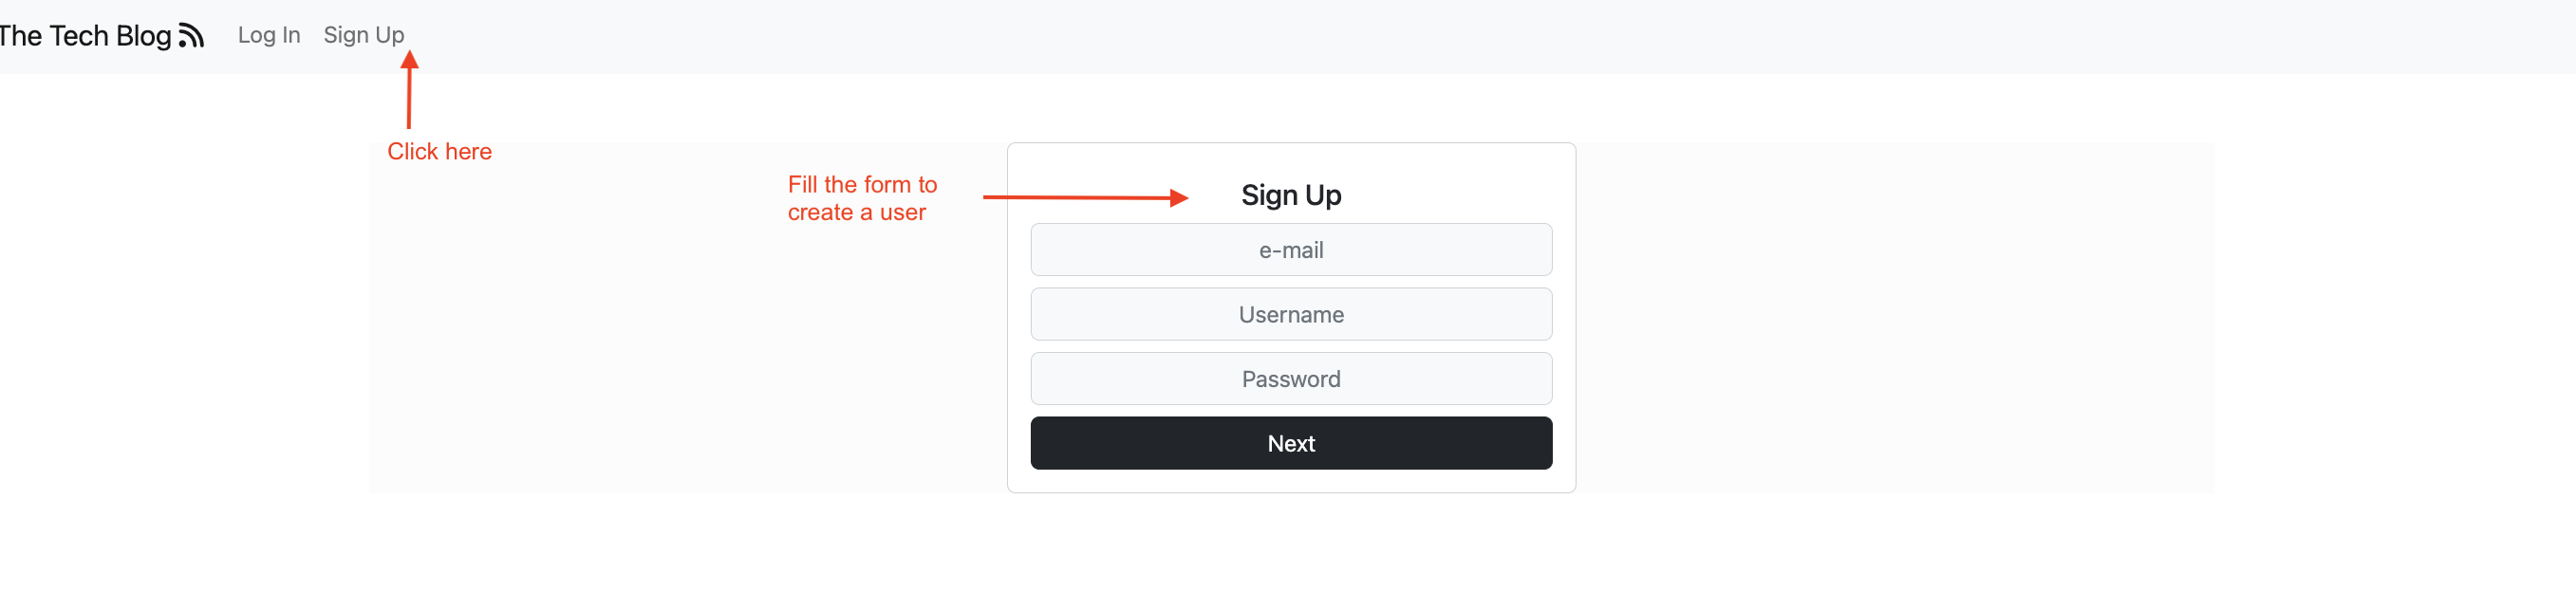 The Tech Blog Log In Sign Up
Click here
Fill the form to
create a user
Sign Up
e-mail
Username
Password
Next